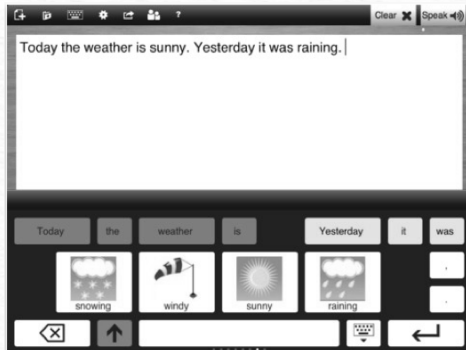 ? Clear Speak
Today the weather is sunny. Yesterday it was raining.
Today the weather is Yesterday it was
snowing windy sunny raining ,
.